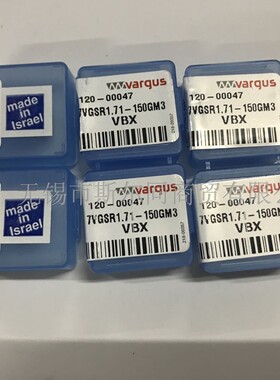 made
in
Israel
vargus
120-00047
7VGSR1.71-150GM3
VBX
vargus
120-00047
7VGSR1.71-150GM3
VBX
made
in
Israel
vargus
120-00047
7VGSR1.71-150GM3
VBX
vargus
120-00047
7VGSR1.71-150GM3
VBX